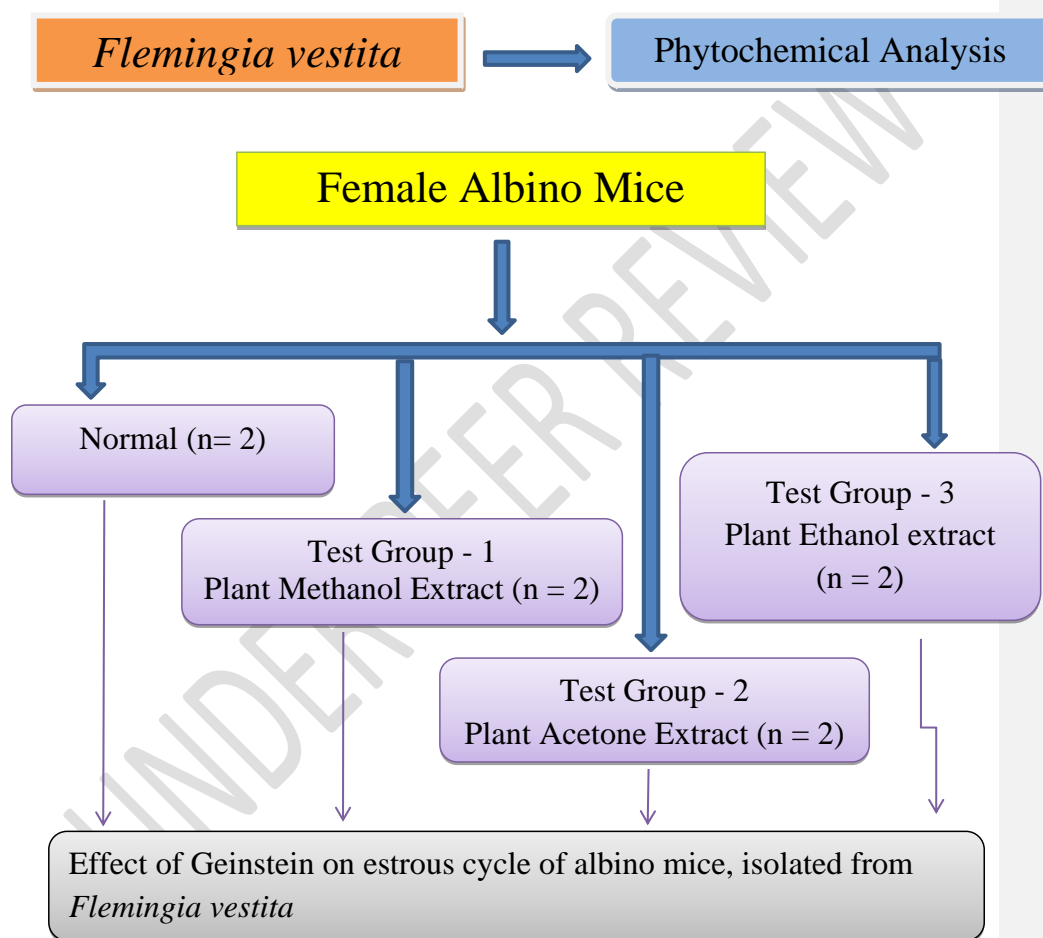 Flemingia vestita
Phytochemical Analysis
Female Albino Mice
Normal (n= 2)
Test Group - 1
Plant Methanol Extract (n = 2)
Test Group - 2
Plant Acetone Extract (n = 2)
Test Group - 3
Plant Ethanol extract
(n = 2)
Effect of Geinstein on estrous cycle of albino mice, isolated from
Flemingia vestita
UNDER PEER REVIEW